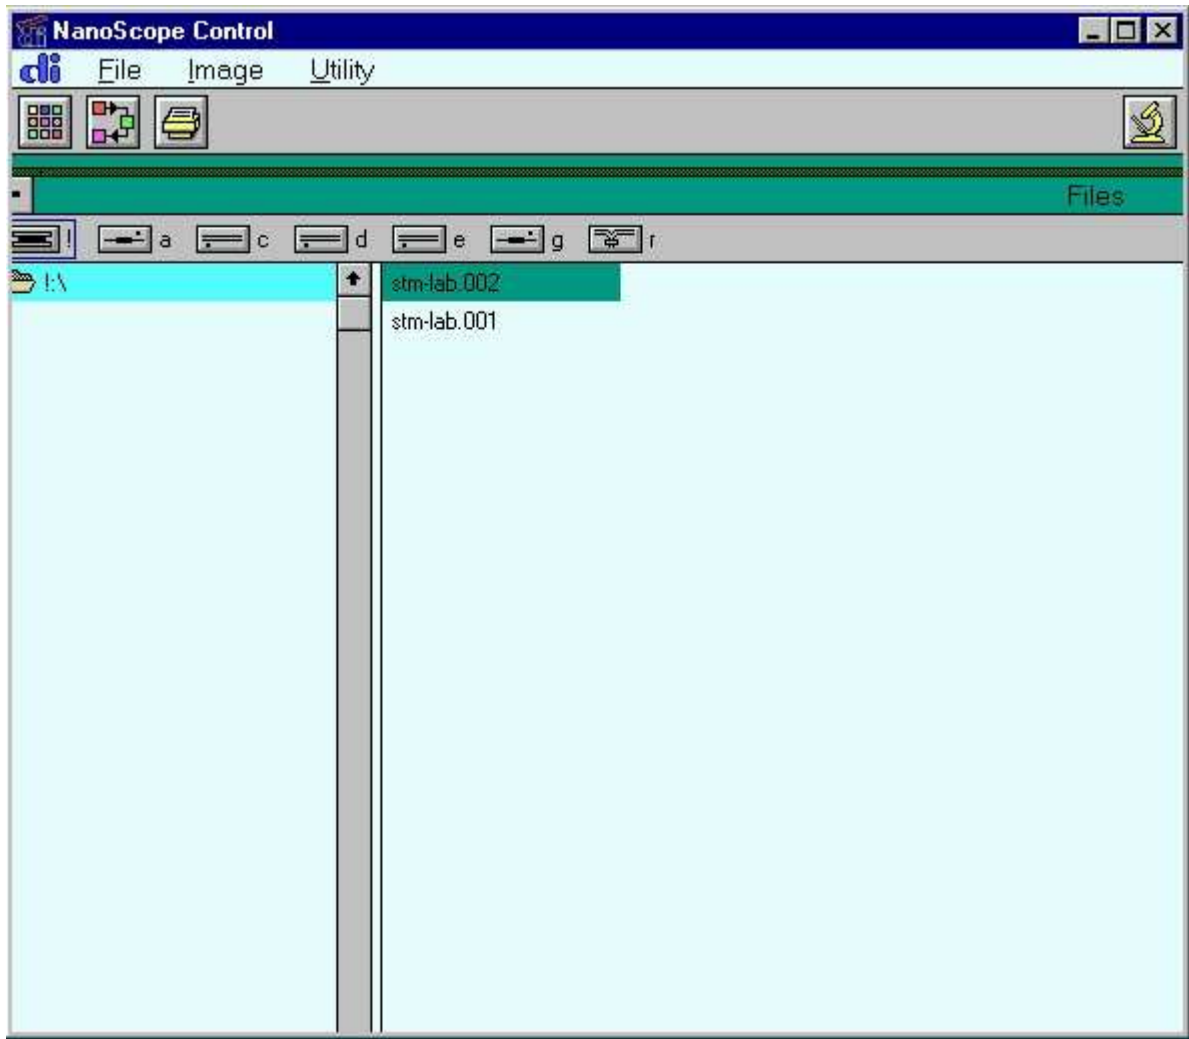 NanoScope Control
di File Image Utility
Files
! a c d e g r
!:\ stm-lab.002
stm-lab.001